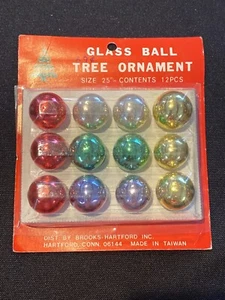 GLASS BALL
TREE ORNAMENT
SIZE 25"-CONTENTS 12PCS
DIST BY BROOKS-HARTFORD INC.
HARTFORD CONN 06144. MADE IN TAIWAN